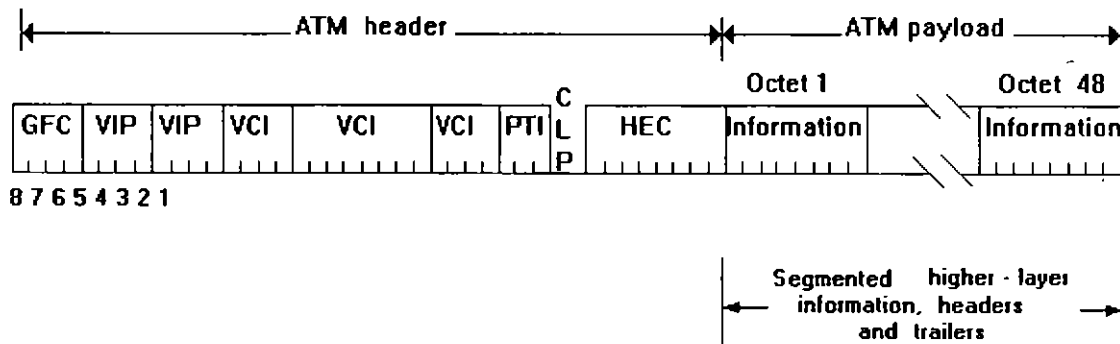 ATM header
ATM payload
Octet 1
Octet 48
GFC VIP VIP VCI VCI VCI PTI CLP HEC Information Information
8 7 6 5 4 3 2 1
Segmented higher-layer
information, headers
and trailers